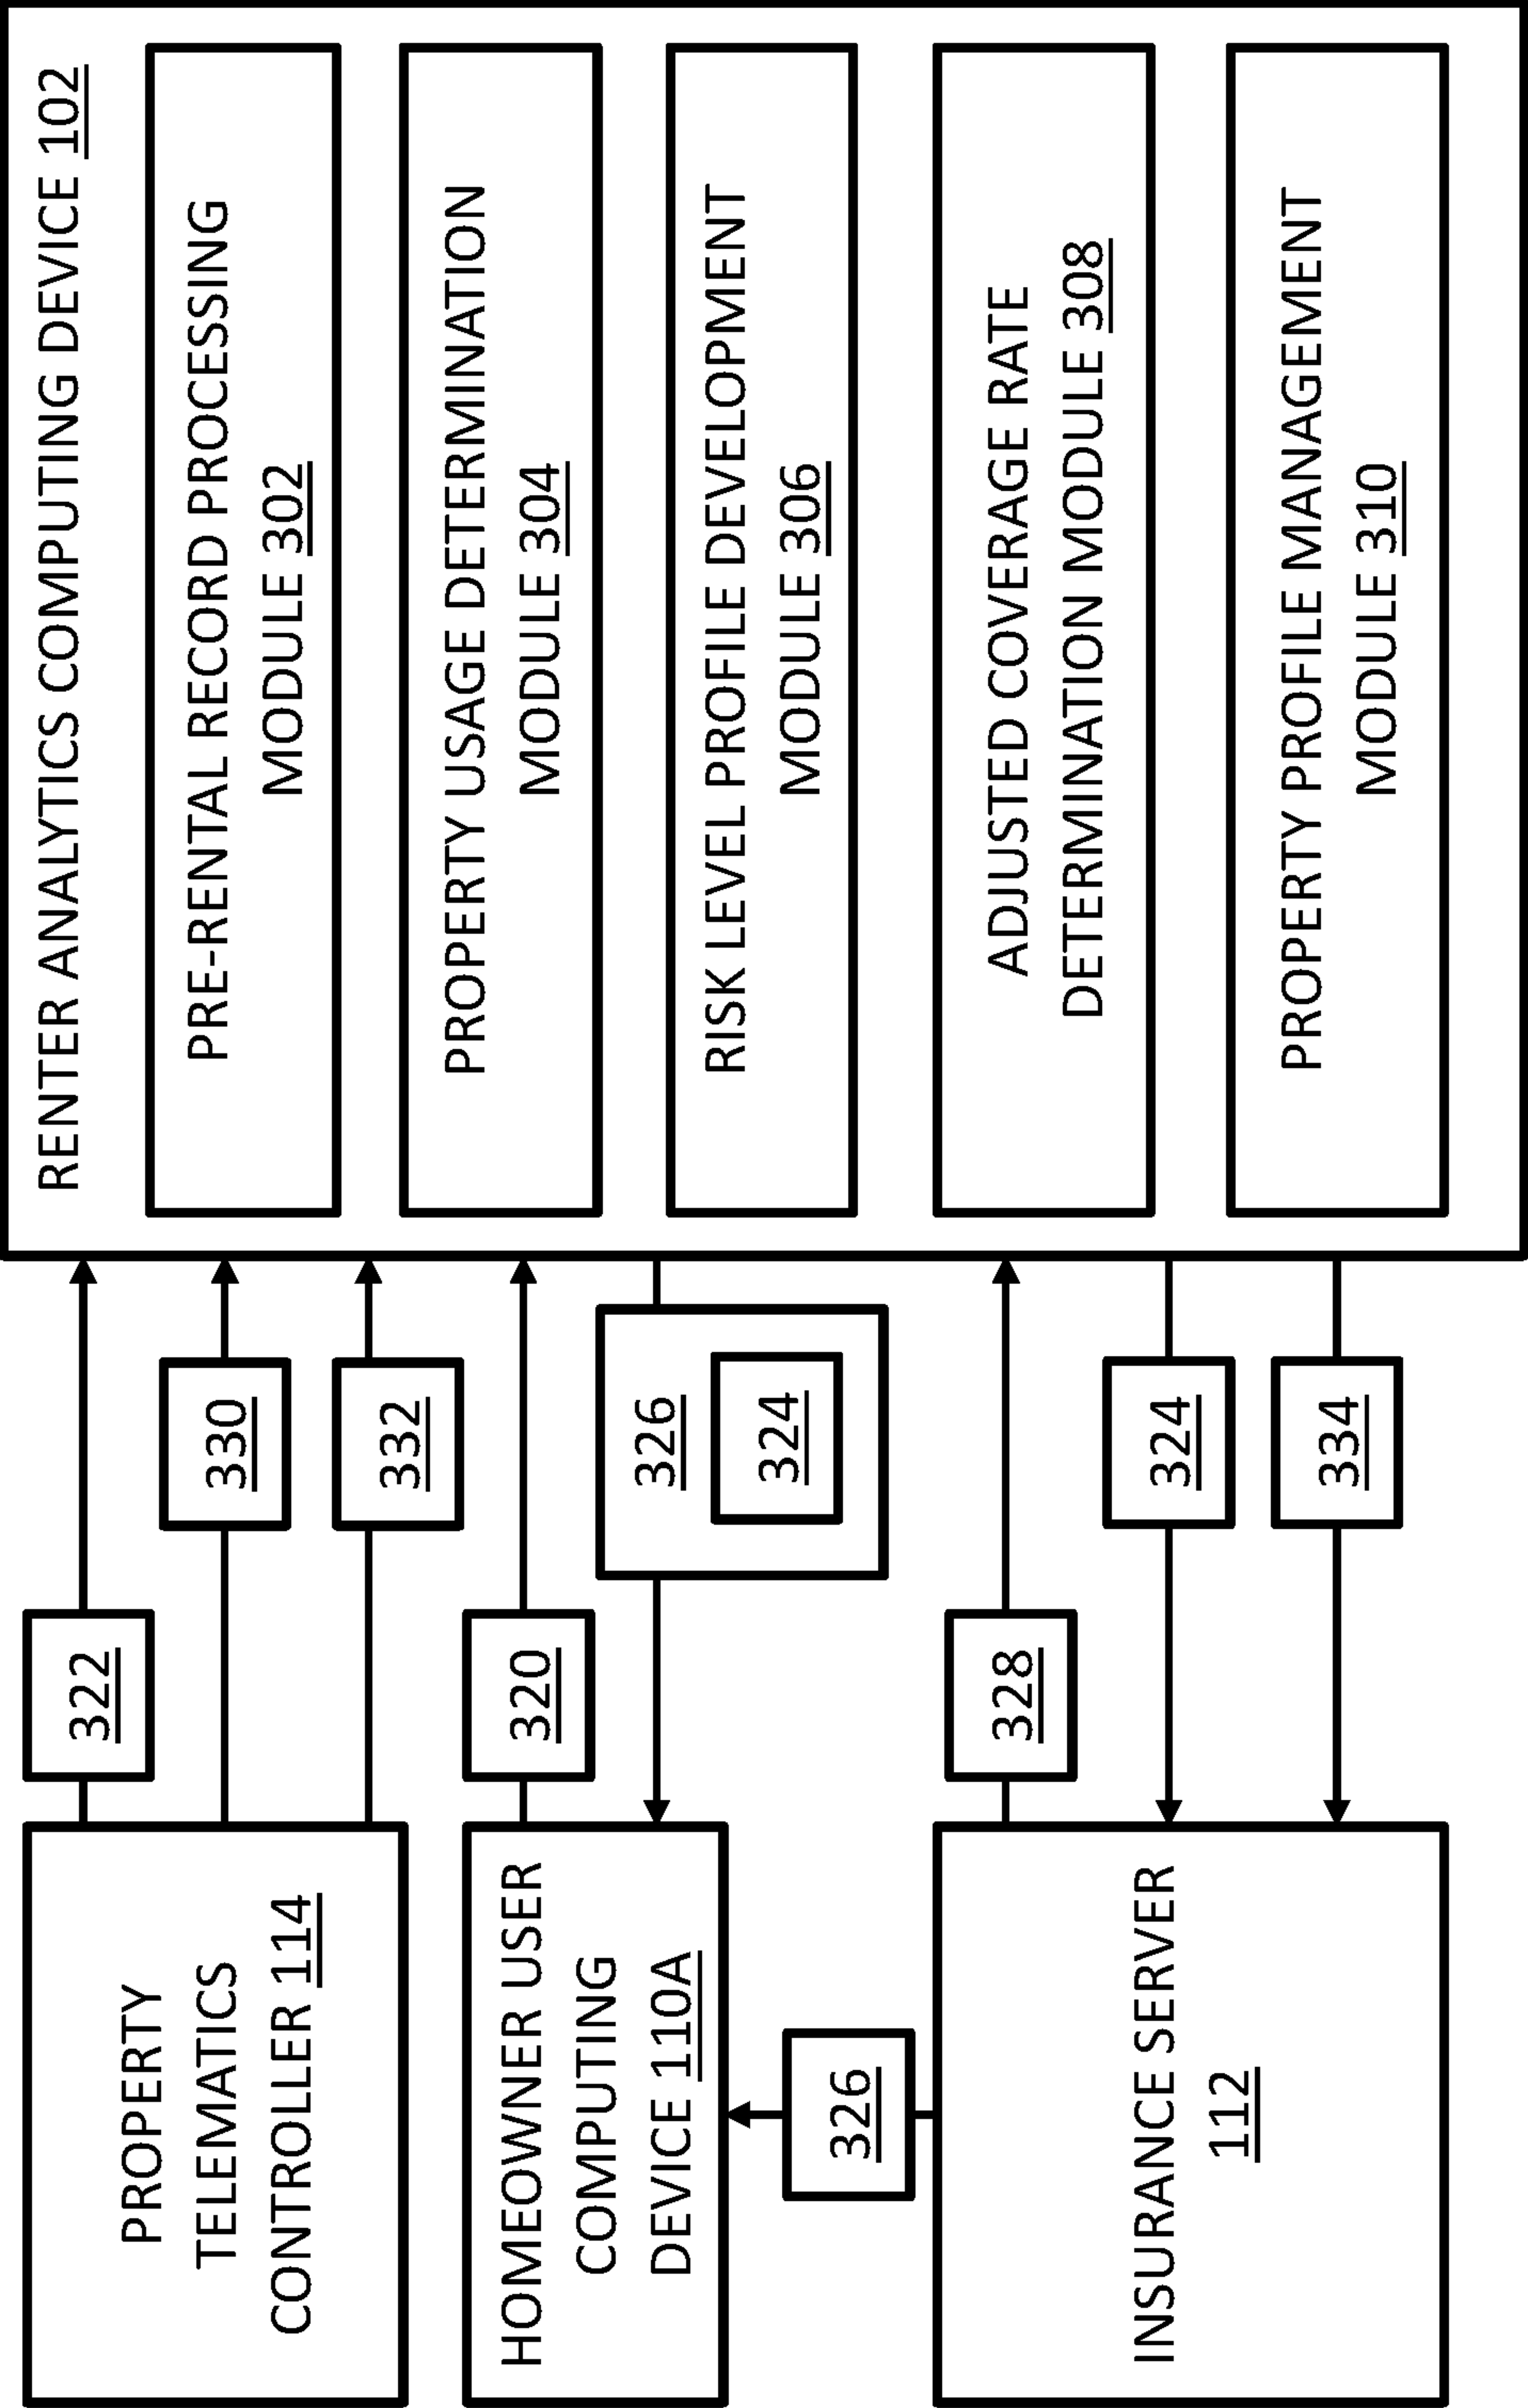 RENTER ANALYTICS COMPUTING DEVICE 102
PRE-RENTAL RECORD PROCESSING
MODULE 302
PROPERTY USAGE DETERMINATION
MODULE 304
RISK LEVEL PROFILE DEVELOPMENT
MODULE 306
ADJUSTED COVERAGE RATE
DETERMINATION MODULE 308
PROPERTY PROFILE MANAGEMENT
MODULE 310
322
330
332
320
326
324
328
324
334
PROPERTY
TELEMATICS
CONTROLLER 114
HOMEOWNER USER
COMPUTING
DEVICE 110A
326
INSURANCE SERVER
112